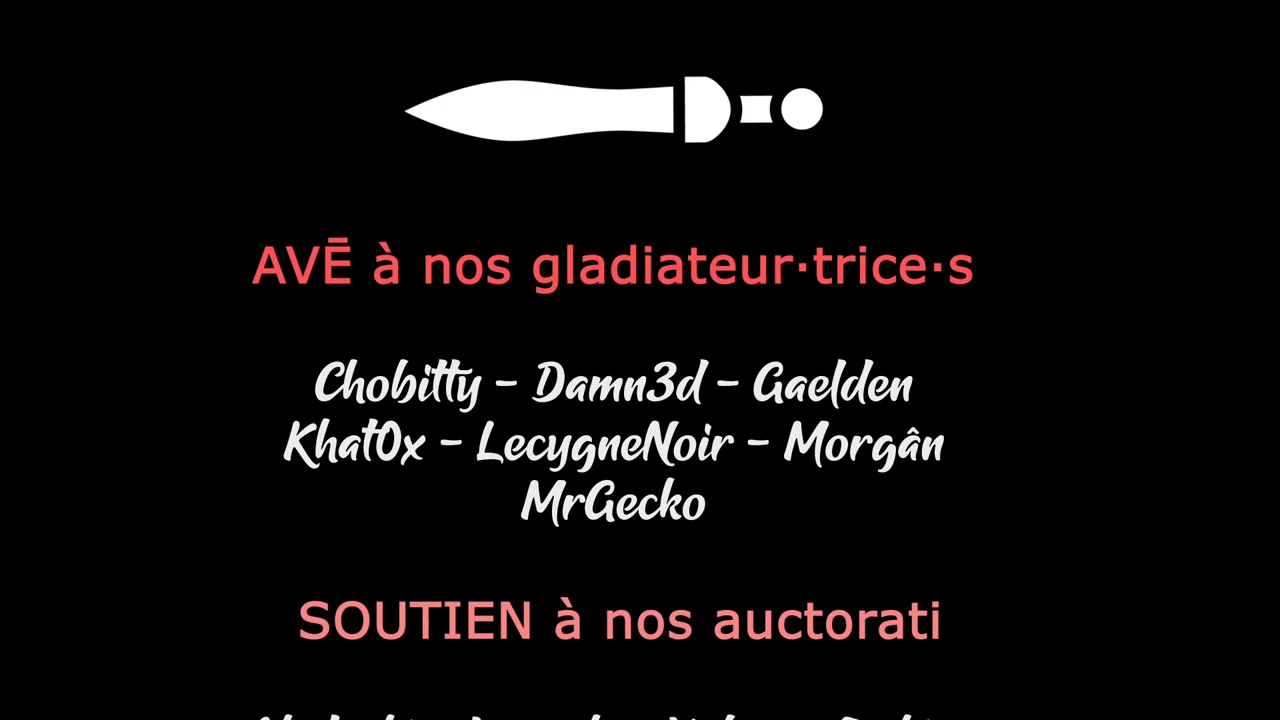 AVĒ à nos gladiateur·trice·s
Chobitty - Damn3d - Gaelden
Khat0x - LecygneNoir - Morgân
MrGecko
SOUTIEN à nos auctorati